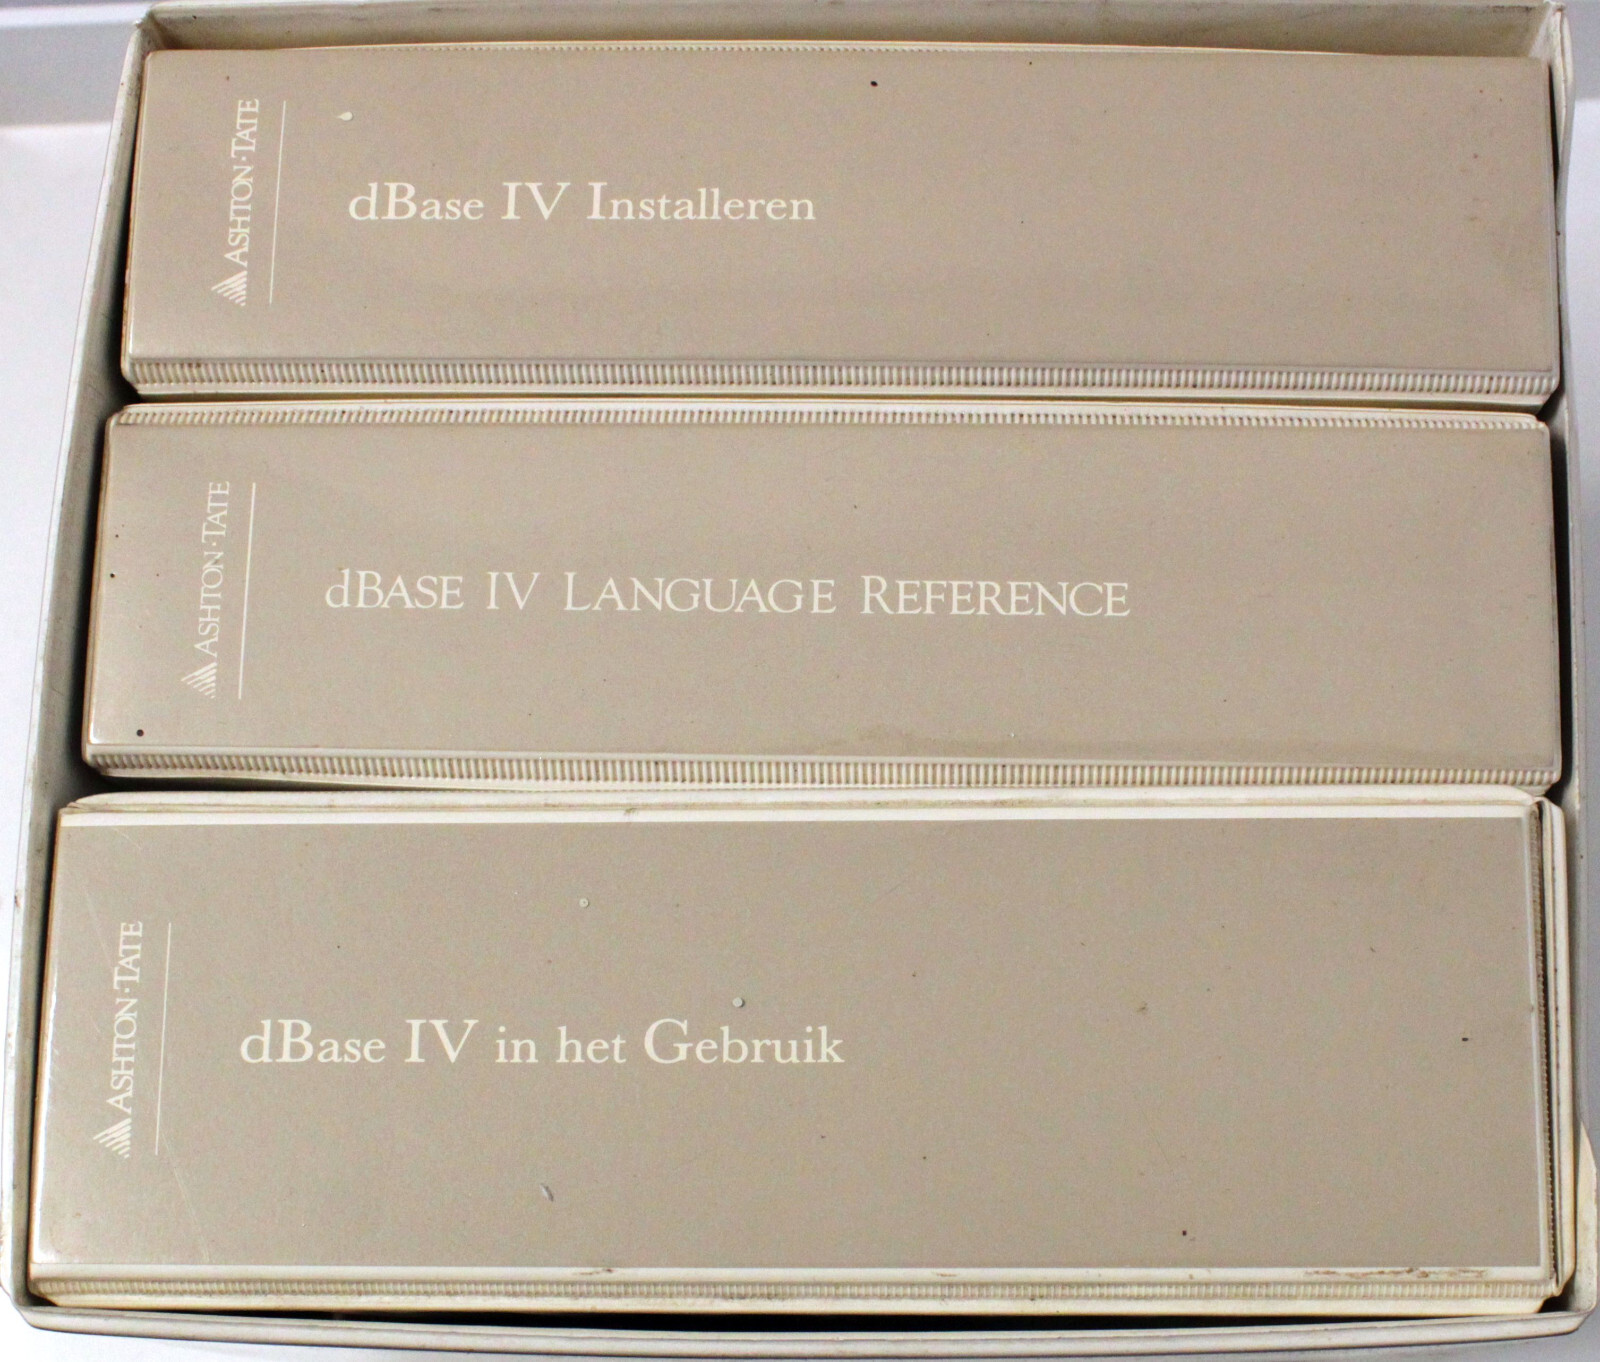 ASHTON·TATE
dBase IV Installeren
ASHTON·TATE
dBASE IV LANGUAGE REFERENCE
ASHTON·TATE
dBase IV in het Gebruik